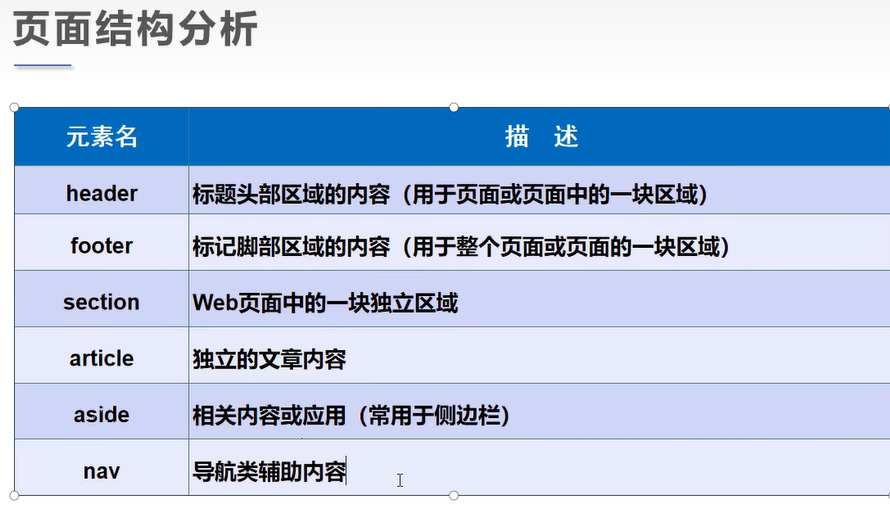 页面结构分析
元素名 描 述
header 标题头部区域的内容（用于页面或页面中的一块区域）
footer 标记脚部区域的内容（用于整个页面或页面的一块区域）
section Web页面中的一块独立区域
article 独立的文章内容
aside 相关内容或应用（常用于侧边栏）
nav 导航类辅助内容